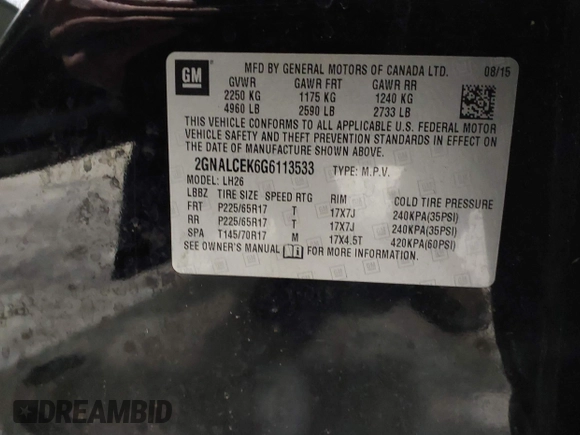 GM
MFD BY GENERAL MOTORS OF CANADA LTD. 08/15
GVWR GAWR FRT GAWR RR
2250 KG 1175 KG 1240 KG
4960 LB 2590 LB 2733 LB
THIS VEHICLE CONFORMS TO ALL APPLICABLE U.S. FEDERAL MOTOR
VEHICLE SAFETY AND THEFT PREVENTION STANDARDS IN EFFECT ON
THE DATE OF MANUFACTURE SHOWN ABOVE.
2GNALCEK6G6113533 TYPE: M.P.V.
MODEL: LH26
LBBZ TIRE SIZE SPEED RTG RIM COLD TIRE PRESSURE
FRT P225/65R17 T 17X7J 240KPA(35PSI)
RR P225/65R17 T 17X7J 240KPA(35PSI)
SPA T145/70R17 M 17X4.5T 420KPA(60PSI)
SEE OWNER'S MANUAL FOR MORE INFORMATION.
DREAMBID